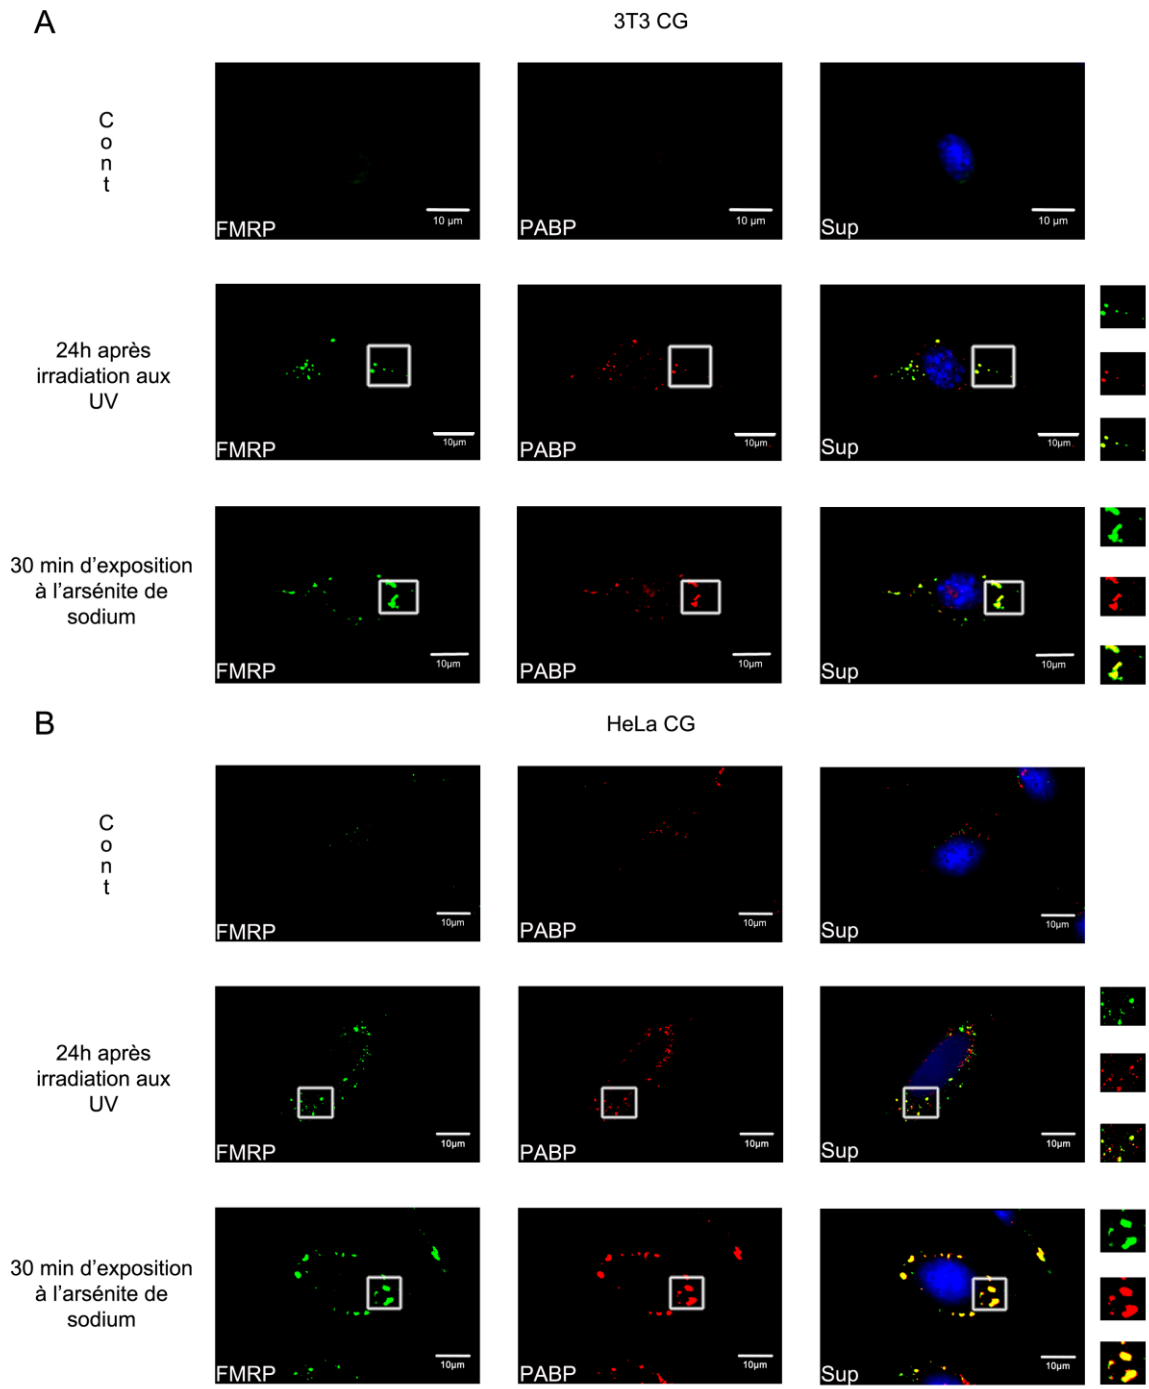 A
3T3 CG
C
o
n
t
FMRP
10 µm
PABP
10 µm
Sup
10 µm
24h après
irradiation aux
UV
FMRP
10µm
PABP
10µm
Sup
10µm
30 min d'exposition
à l'arsénite de
sodium
FMRP
10µm
PABP
10µm
Sup
10µm
B
HeLa CG
C
o
n
t
FMRP
10µm
PABP
10µm
Sup
10µm
24h après
irradiation aux
UV
FMRP
10µm
PABP
10µm
Sup
10µm
30 min d'exposition
à l'arsénite de
sodium
FMRP
10µm
PABP
10µm
Sup
10µm